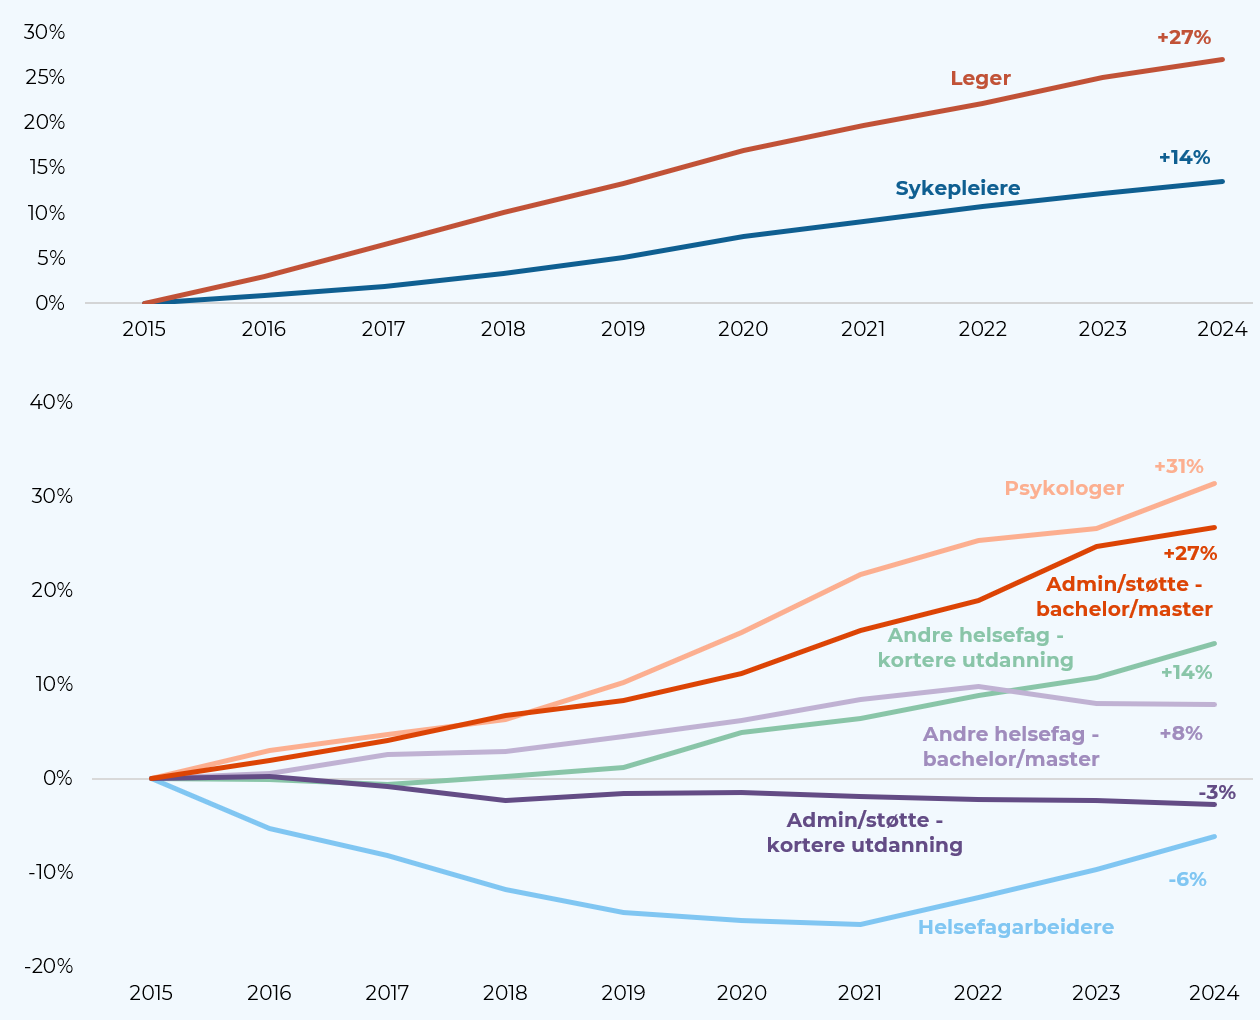 30%
+27%
Leger
25%
20%
+14%
15%
Sykepleiere
10%
5%
0%
2015 2016 2017 2018 2019 2020 2021 2022 2023 2024
40%
+31%
Psykologer
30%
+27%
Admin/støtte -
bachelor/master
20%
Andre helsefag -
kortere utdanning
+14%
10%
Andre helsefag -
bachelor/master
+8%
0%
-3%
Admin/støtte -
kortere utdanning
-10%
-6%
Helsefagarbeidere
-20%
2015 2016 2017 2018 2019 2020 2021 2022 2023 2024